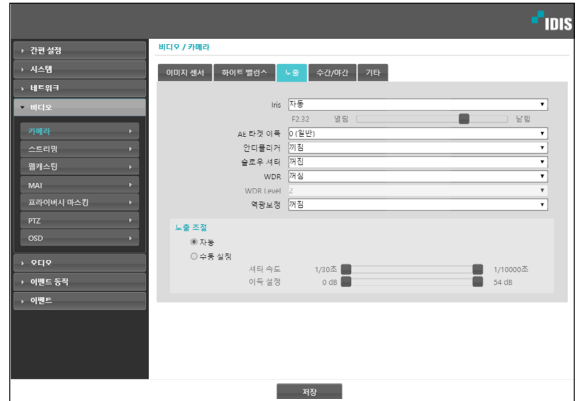 IDIS
간편 설정
시스템
네트워크
비디오
카메라
스트리밍
웹캐스팅
MAI
프라이버시 마스킹
PTZ
OSD
오디오
이벤트 동작
이벤트
비디오 / 카메라
이미지 센서 화이트 밸런스 노출 주간/야간 기타
Iris 자동
F2.32 열림 닫힘
AE 타겟 이득 0 (일반)
안티플리커 꺼짐
슬로우 셔터 꺼짐
WDR 꺼짐
WDR Level 2
역광보정 꺼짐
노출 조절
자동
수동 설정
셔터 속도 1/30초 1/10000초
이득 설정 0 dB 54 dB
저장